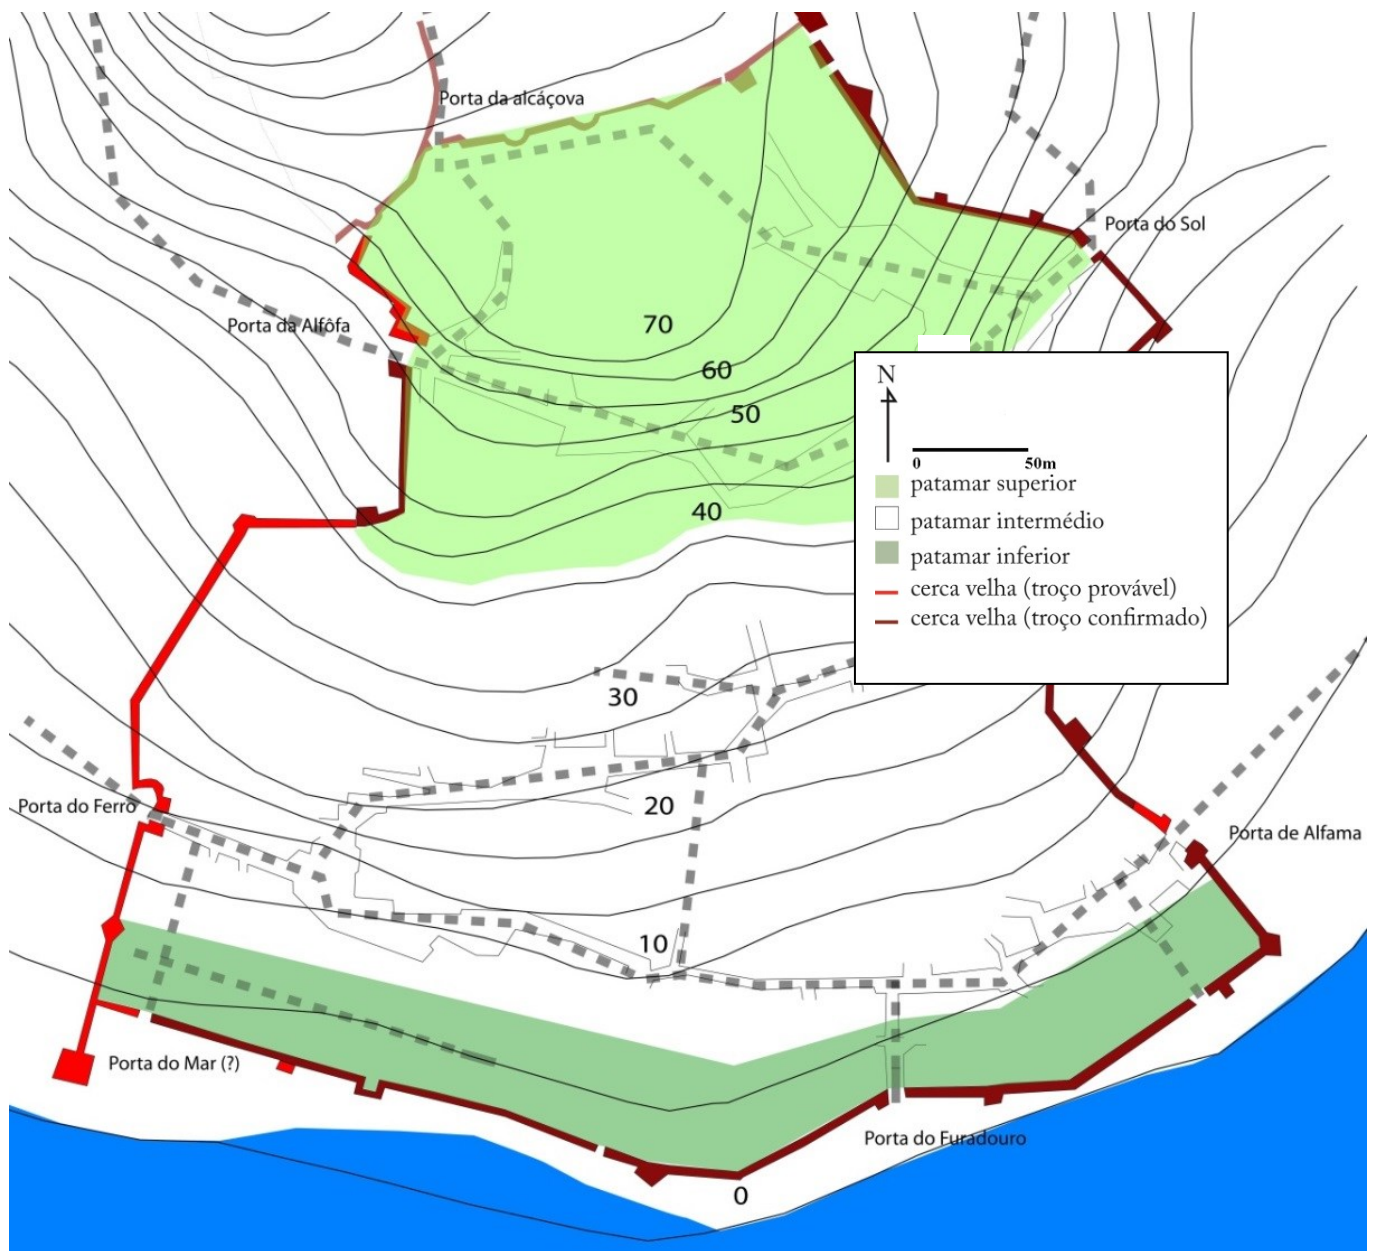 Porta da alcáçova
Porta do Sol
Porta da Alfôfa
70
60
50
40
N
0 50m
patamar superior
patamar intermédio
patamar inferior
cerca velha (troço provável)
cerca velha (troço confirmado)
30
20
Porta do Ferro
Porta de Alfama
10
Porta do Mar (?)
Porta do Furadouro
0